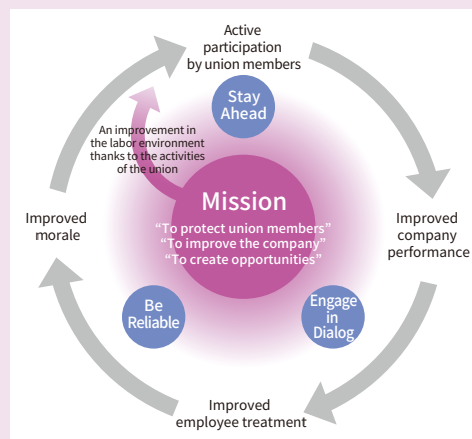 Active
participation
by union members
Stay
Ahead
An improvement in
the labor environment
thanks to the activities
of the union
Mission
“To protect union members”
“To improve the company”
“To create opportunities”
Improved
morale
Improved
company
performance
Be
Reliable
Engage
in
Dialog
Improved
employee treatment